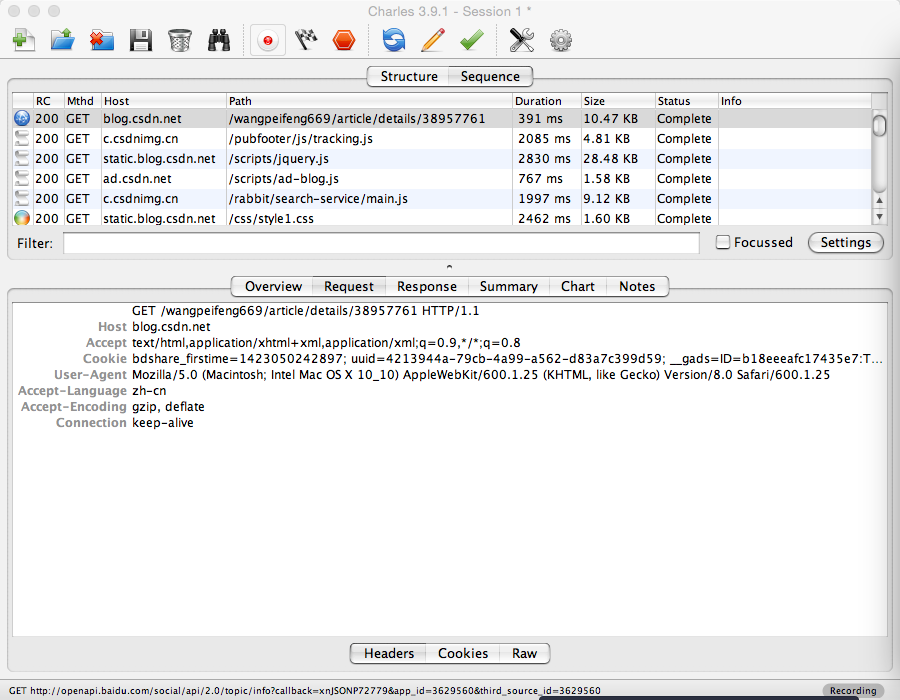 Charles 3.9.1 - Session 1 *
Structure Sequence
RC Mthd Host Path Duration Size Status Info
200 GET blog.csdn.net /wangpeifeng669/article/details/38957761 391 ms 10.47 KB Complete
200 GET c.csdnimg.cn /pubfooter/js/tracking.js 2085 ms 4.81 KB Complete
200 GET static.blog.csdn.net /scripts/jquery.js 2830 ms 28.48 KB Complete
200 GET ad.csdn.net /scripts/ad-blog.js 767 ms 1.58 KB Complete
200 GET c.csdnimg.cn /rabbit/search-service/main.js 1997 ms 9.12 KB Complete
200 GET static.blog.csdn.net /css/style1.css 2462 ms 1.60 KB Complete
Filter: Focussed Settings
Overview Request Response Summary Chart Notes
GET /wangpeifeng669/article/details/38957761 HTTP/1.1
Host blog.csdn.net
Accept text/html,application/xhtml+xml,application/xml;q=0.9,*/*;q=0.8
Cookie bdshare_firstime=1423050242897; uuid=4213944a-79cb-4a99-a562-d83a7c399d59; __gads=ID=b18eeeafc17435e7:T...
User-Agent Mozilla/5.0 (Macintosh; Intel Mac OS X 10_10) AppleWebKit/600.1.25 (KHTML, like Gecko) Version/8.0 Safari/600.1.25
Accept-Language zh-cn
Accept-Encoding gzip, deflate
Connection keep-alive
Headers Cookies Raw
GET http://openapi.baidu.com/social/api/2.0/topic/info?callback=xnJSONP72779&app_id=3629560&third_source_id=3629560 Recording